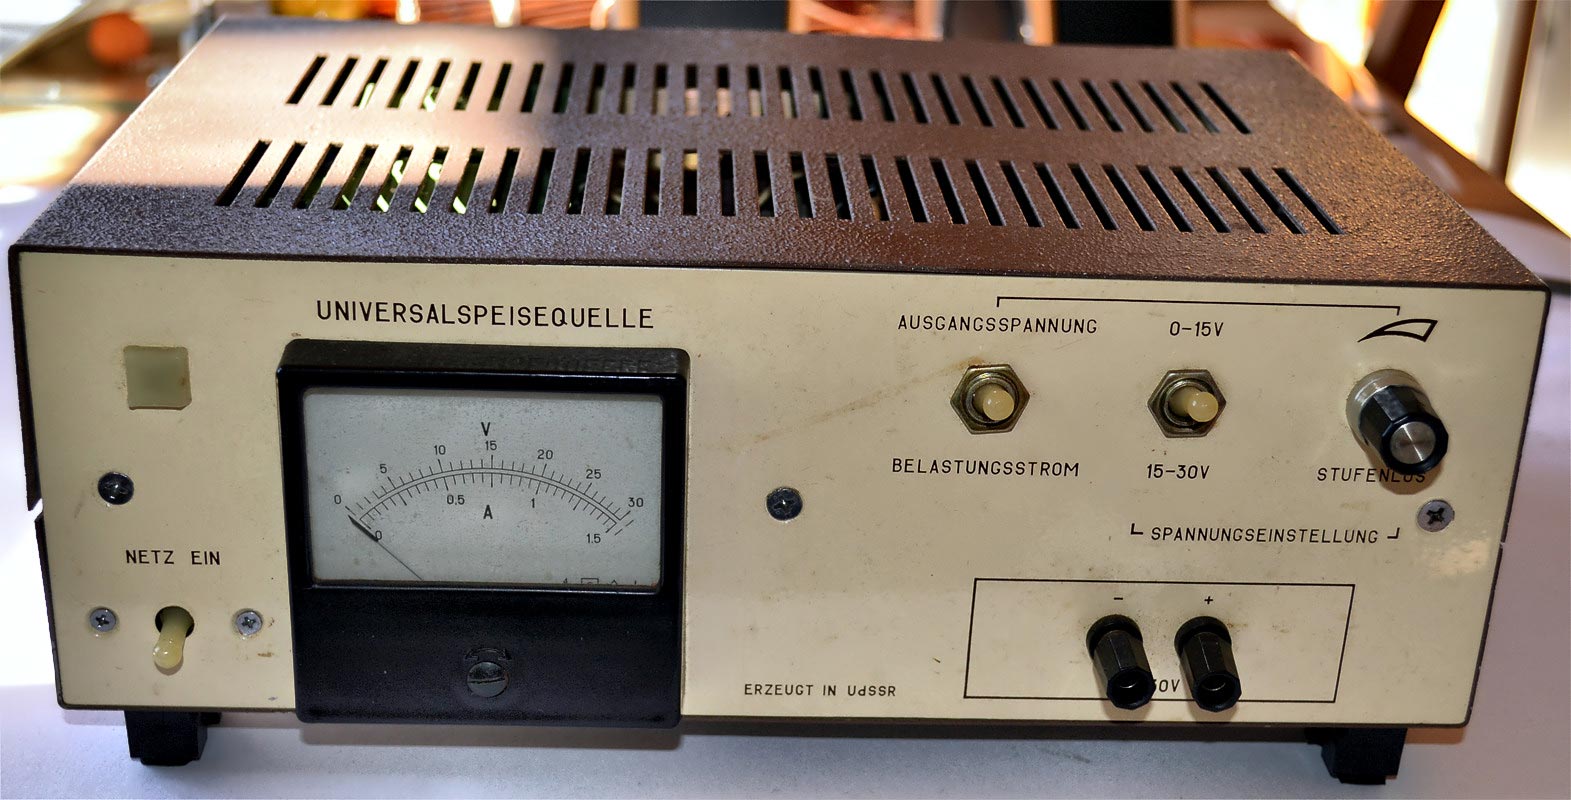 UNIVERSALSPEISEQUELLE
AUSGANGSSPANNUNG 0-15V
V
0 5 10 15 20 25 30
0 0.5 1 1.5
A
BELASTUNGSSTROM 15-30V STUFENLOS
SPANNUNGSEINSTELLUNG
NETZ EIN
- +
ERZEUGT IN UdSSR